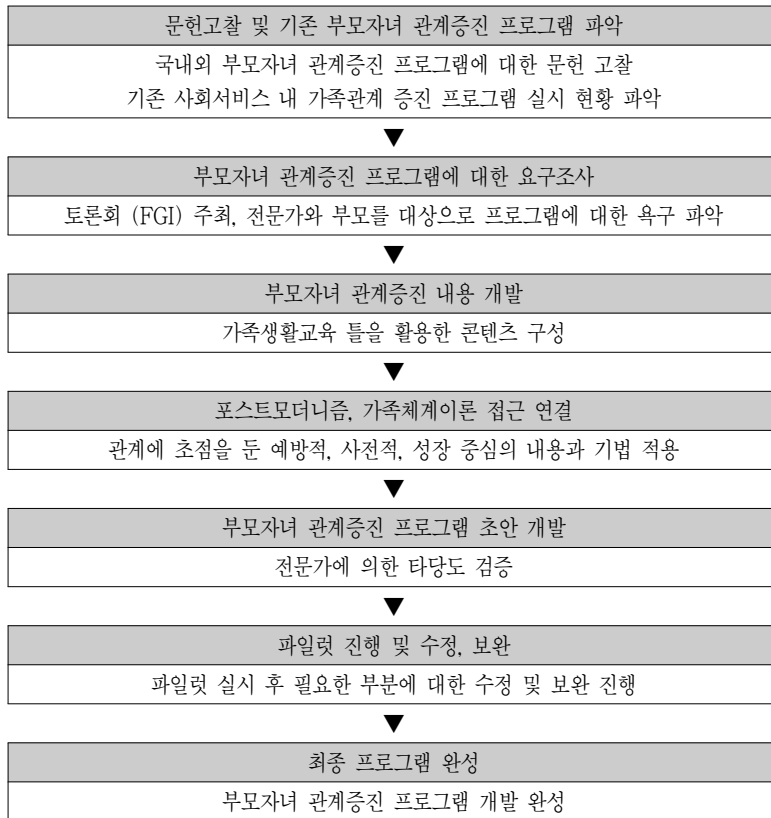 문헌고찰 및 기존 부모자녀 관계증진 프로그램 파악
국내외 부모자녀 관계증진 프로그램에 대한 문헌 고찰
기존 사회서비스 내 가족관계 증진 프로그램 실시 현황 파악
▼
부모자녀 관계증진 프로그램에 대한 요구조사
토론회 (FGI) 주최, 전문가와 부모를 대상으로 프로그램에 대한 욕구 파악
▼
부모자녀 관계증진 내용 개발
가족생활교육 틀을 활용한 콘텐츠 구성
▼
포스트모더니즘, 가족체계이론 접근 연결
관계에 초점을 둔 예방적, 사전적, 성장 중심의 내용과 기법 적용
▼
부모자녀 관계증진 프로그램 초안 개발
전문가에 의한 타당도 검증
▼
파일럿 진행 및 수정, 보완
파일럿 실시 후 필요한 부분에 대한 수정 및 보완 진행
▼
최종 프로그램 완성
부모자녀 관계증진 프로그램 개발 완성